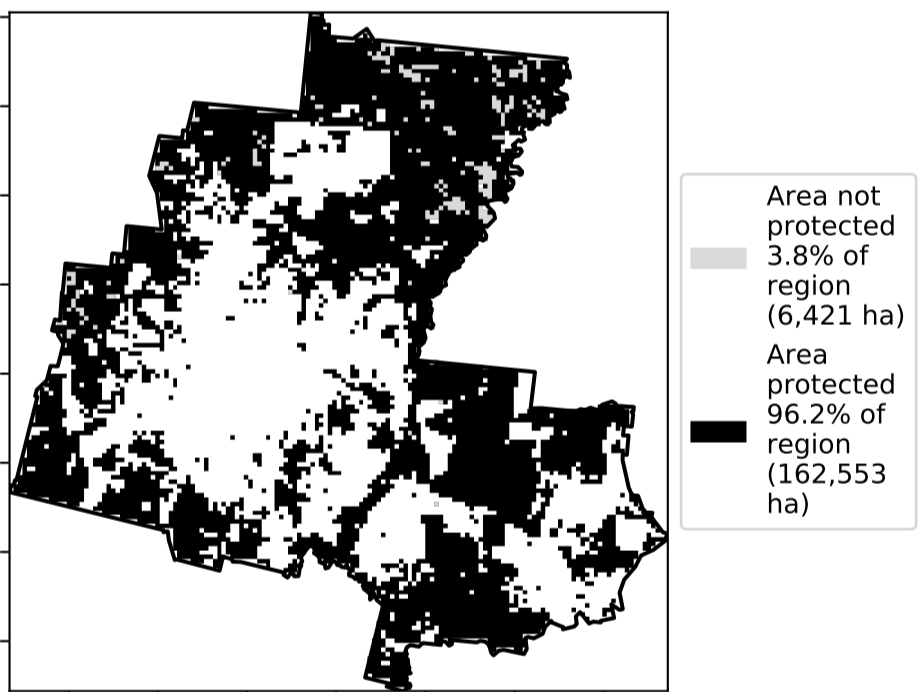 Area not
protected
3.8% of
region
(6,421 ha)
Area
protected
96.2% of
region
(162,553
ha)